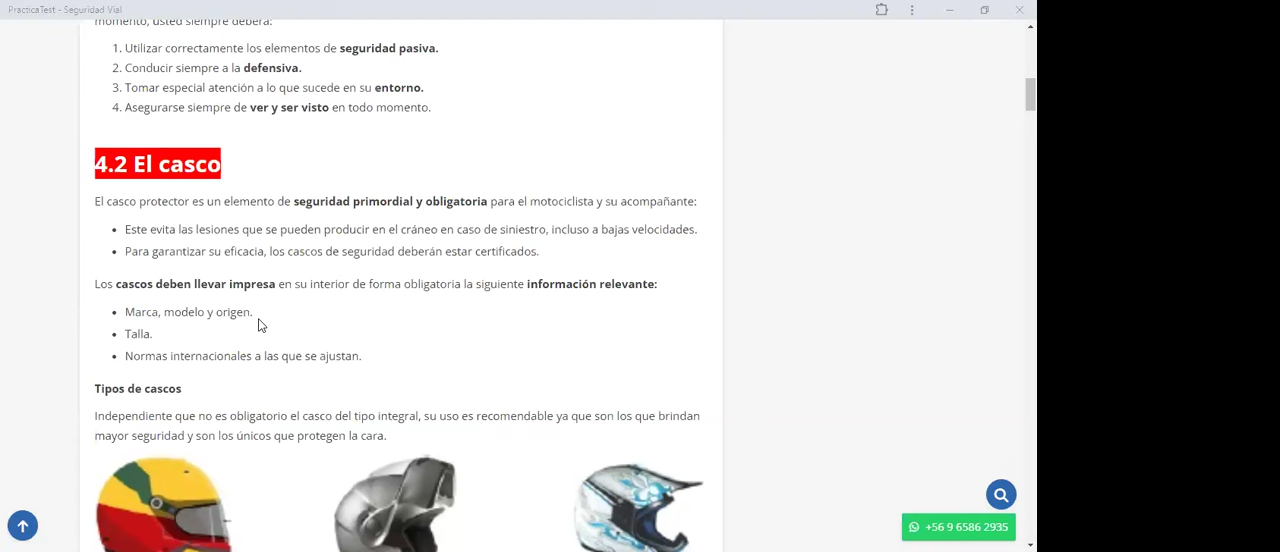 PracticaTest - Seguridad Vial
momento, usted siempre deberá:
1. Utilizar correctamente los elementos de seguridad pasiva.
2. Conducir siempre a la defensiva.
3. Tomar especial atención a lo que sucede en su entorno.
4. Asegurarse siempre de ver y ser visto en todo momento.
4.2 El casco
El casco protector es un elemento de seguridad primordial y obligatoria para el motociclista y su acompañante:
• Este evita las lesiones que se pueden producir en el cráneo en caso de siniestro, incluso a bajas velocidades.
• Para garantizar su eficacia, los cascos de seguridad deberán estar certificados.
Los cascos deben llevar impresa en su interior de forma obligatoria la siguiente información relevante:
• Marca, modelo y origen.
• Talla.
• Normas internacionales a las que se ajustan.
Tipos de cascos
Independiente que no es obligatorio el casco del tipo integral, su uso es recomendable ya que son los que brindan
mayor seguridad y son los únicos que protegen la cara.
+56 9 6586 2935